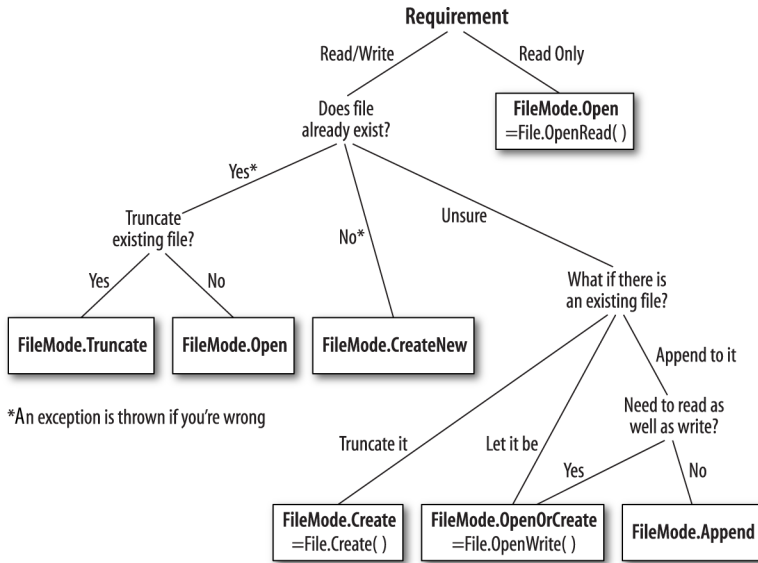 Requirement
Read/Write
Read Only
Does file
already exist?
FileMode.Open
=File.OpenRead( )
Yes*
No*
Unsure
Truncate
existing file?
Yes
No
What if there is
an existing file?
FileMode.Truncate
FileMode.Open
FileMode.CreateNew
Append to it
*An exception is thrown if you're wrong
Need to read as
well as write?
Truncate it
Let it be
Yes
No
FileMode.Create
=File.Create( )
FileMode.OpenOrCreate
=File.OpenWrite( )
FileMode.Append